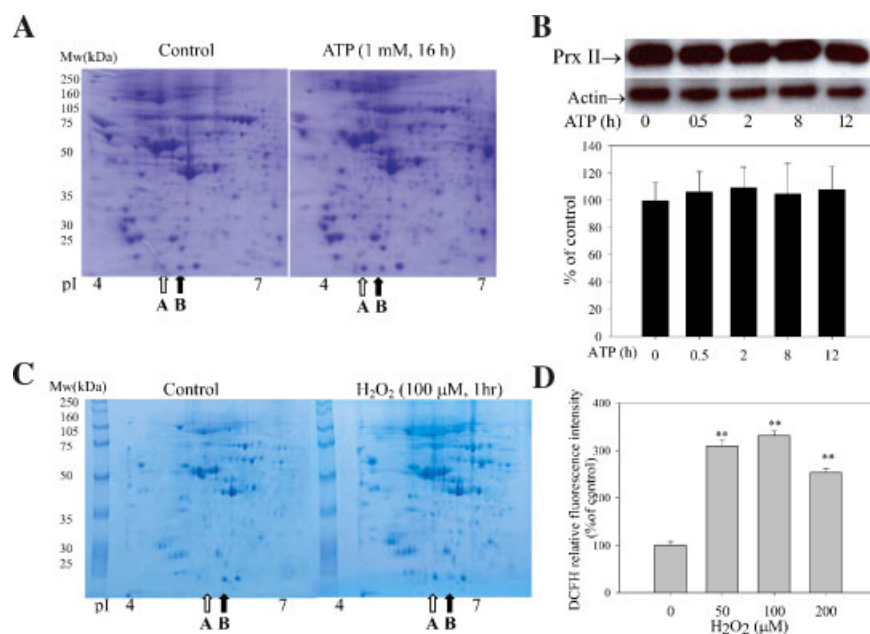 A
Mw(kDa)
Control
ATP (1 mM, 16 h)
250
160
105
75
50
35
30
25
pI 4 7 4 7
A B A B
B
Prx II→
Actin→
ATP (h) 0 0.5 2 8 12
% of control
140
120
100
80
60
40
20
0
ATP (h) 0 0.5 2 8 12
C
Mw(kDa)
Control
H₂O₂ (100 μM, 1hr)
250
160
105
75
50
35
30
25
pI 4 7 4 7
A B A B
D
DCFH relative fluorescence intensity
(%of control)
400
300
200
100
0
** ** **
0 50 100 200
H₂O₂ (μM)